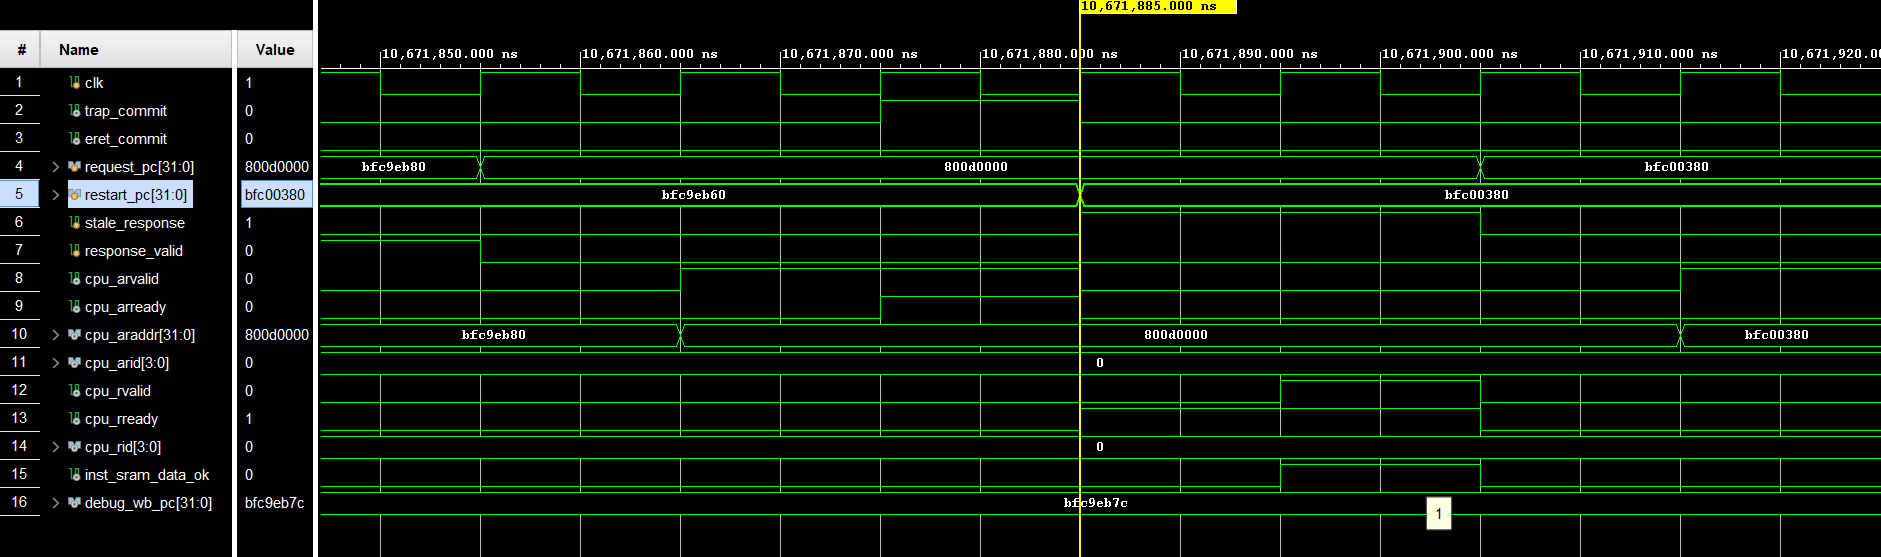 10,671,885.000 ns
# Name Value
10,671,850.000 ns 10,671,860.000 ns 10,671,870.000 ns 10,671,880.000 ns 10,671,890.000 ns 10,671,900.000 ns 10,671,910.000 ns 10,671,920.0
1 clk 1
2 trap_commit 0
3 eret_commit 0
4 request_pc[31:0] 800d0000 bfc9eb80 800d0000 bfc00380
5 restart_pc[31:0] bfc00380 bfc9eb60 bfc00380
6 stale_response 1
7 response_valid 0
8 cpu_arvalid 0
9 cpu_arready 0
10 cpu_araddr[31:0] 800d0000 bfc9eb80 800d0000 bfc00380
11 cpu_arid[3:0] 0 0
12 cpu_rvalid 0
13 cpu_rready 1
14 cpu_rid[3:0] 0 0
15 inst_sram_data_ok 0
16 debug_wb_pc[31:0] bfc9eb7c bfc9eb7c
1